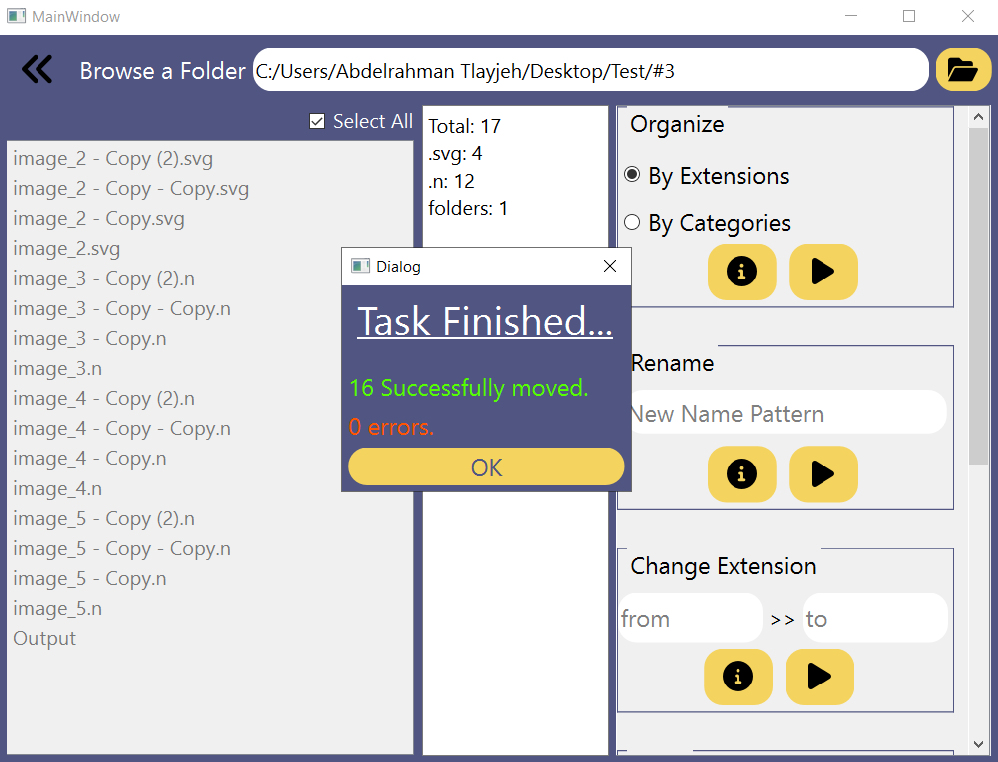 MainWindow
Browse a Folder C:/Users/Abdelrahman Tlayjeh/Desktop/Test/#3
Select All
image_2 - Copy (2).svg
image_2 - Copy - Copy.svg
image_2 - Copy.svg
image_2.svg
image_3 - Copy (2).n
image_3 - Copy - Copy.n
image_3 - Copy.n
image_3.n
image_4 - Copy (2).n
image_4 - Copy - Copy.n
image_4 - Copy.n
image_4.n
image_5 - Copy (2).n
image_5 - Copy - Copy.n
image_5 - Copy.n
image_5.n
Output
Total: 17
.svg: 4
.n: 12
folders: 1
Dialog
Task Finished...
16 Successfully moved.
0 errors.
OK
Organize
By Extensions
By Categories
Rename
New Name Pattern
Change Extension
from >> to